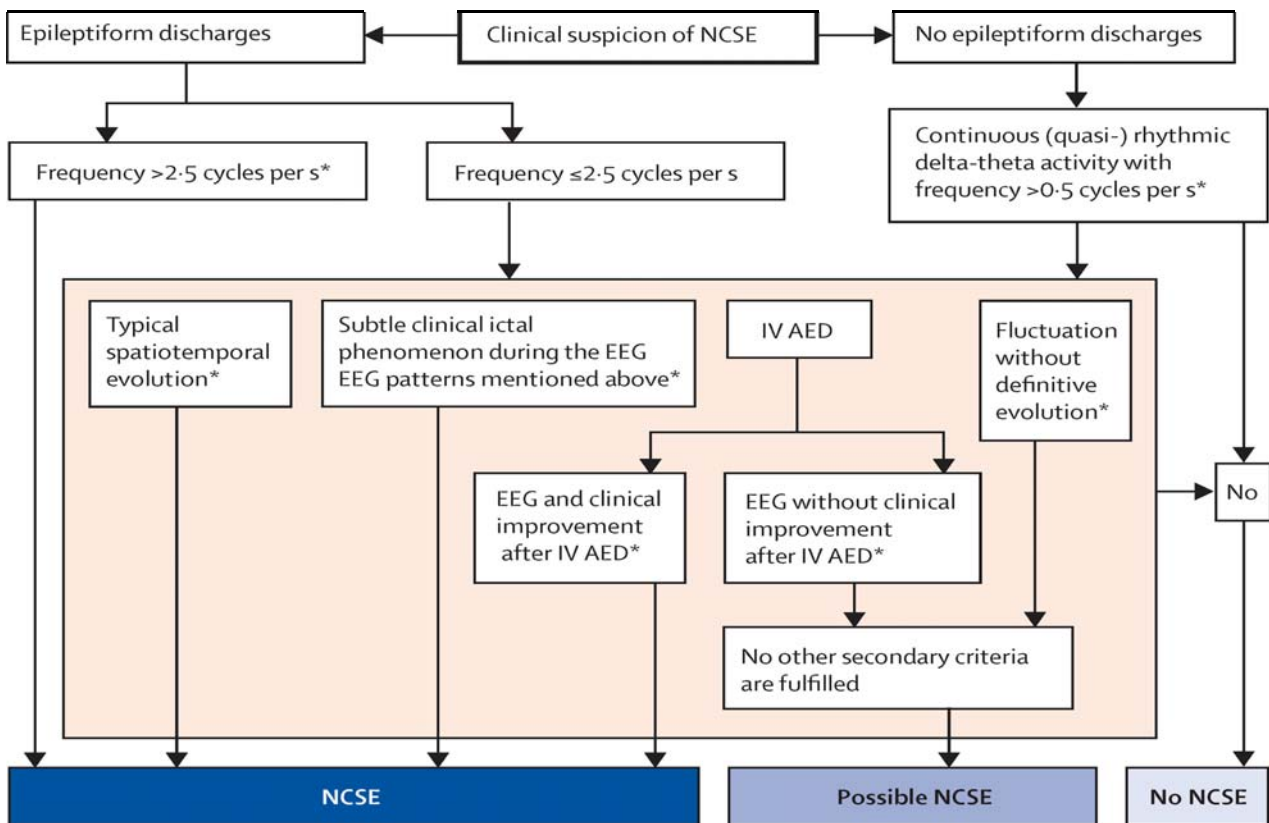 Epileptiform discharges
Clinical suspicion of NCSE
No epileptiform discharges
Frequency >2·5 cycles per s*
Frequency ≤2·5 cycles per s
Continuous (quasi-) rhythmic
delta-theta activity with
frequency >0·5 cycles per s*
Typical
spatiotemporal
evolution*
Subtle clinical ictal
phenomenon during the EEG
EEG patterns mentioned above*
IV AED
Fluctuation
without
definitive
evolution*
EEG and clinical
improvement
after IV AED*
EEG without clinical
improvement
after IV AED*
No
No other secondary criteria
are fulfilled
NCSE
Possible NCSE
No NCSE